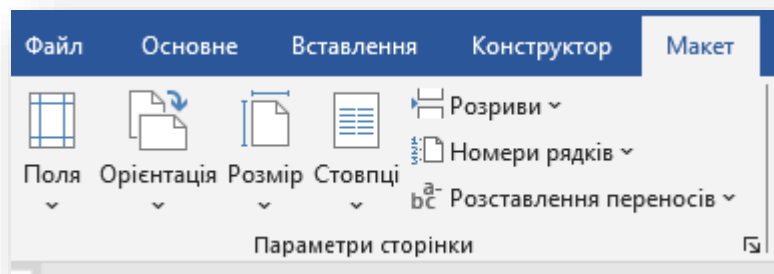 Файл Основне Вставлення Конструктор Макет
Розриви
Номери рядків
Поля Орієнтація Розмір Стовпці
Розставлення переносів
Параметри сторінки